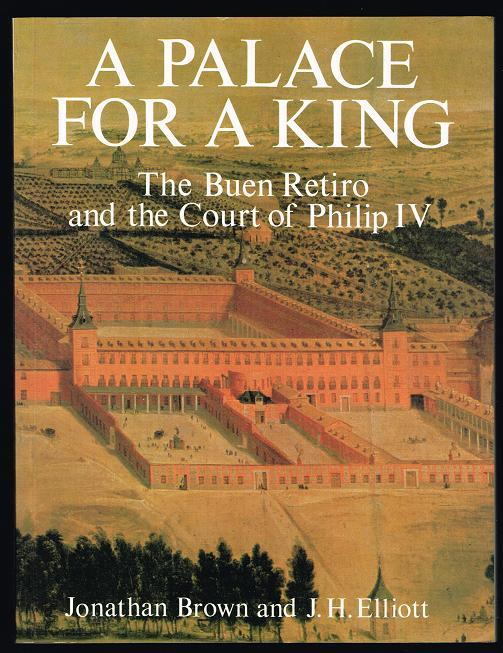 A PALACE
FOR A KING
The Buen Retiro
and the Court of Philip IV
Jonathan Brown and J. H. Elliott